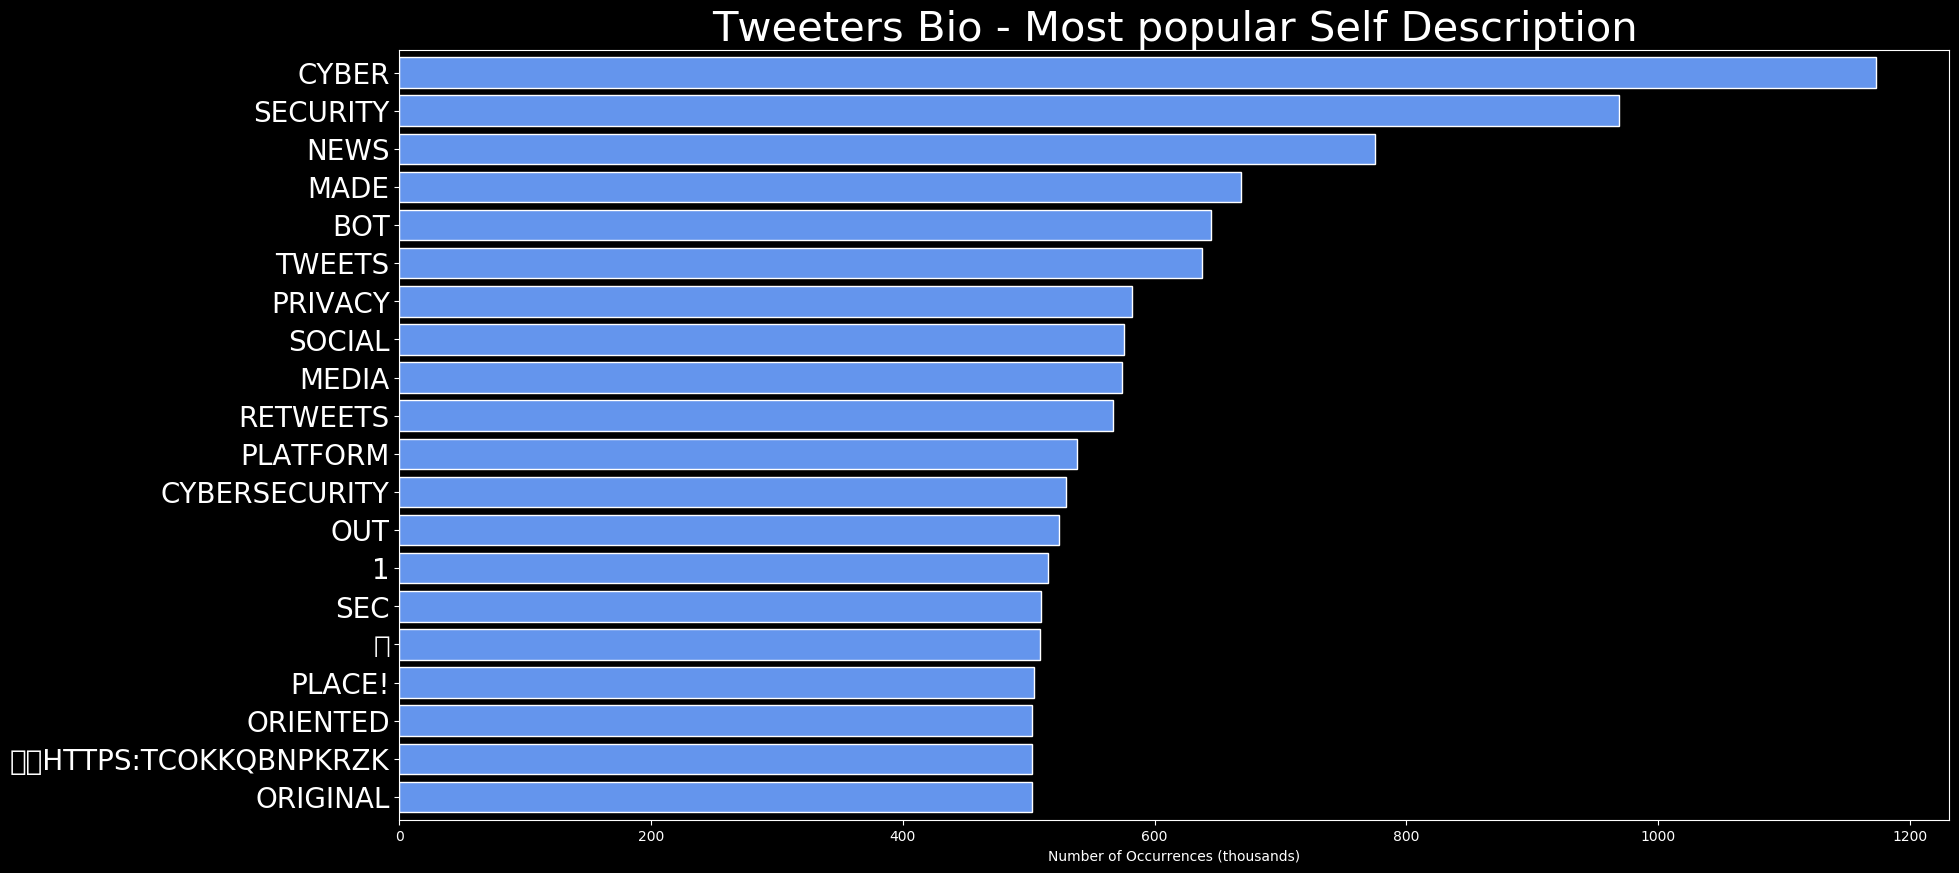 Tweeters Bio - Most popular Self Description
CYBER
SECURITY
NEWS
MADE
BOT
TWEETS
PRIVACY
SOCIAL
MEDIA
RETWEETS
PLATFORM
CYBERSECURITY
OUT
1
SEC
PLACE!
ORIENTED
HTTPS:TCOKKQBNPKRZK
ORIGINAL
0 200 400 600 800 1000 1200
Number of Occurrences (thousands)